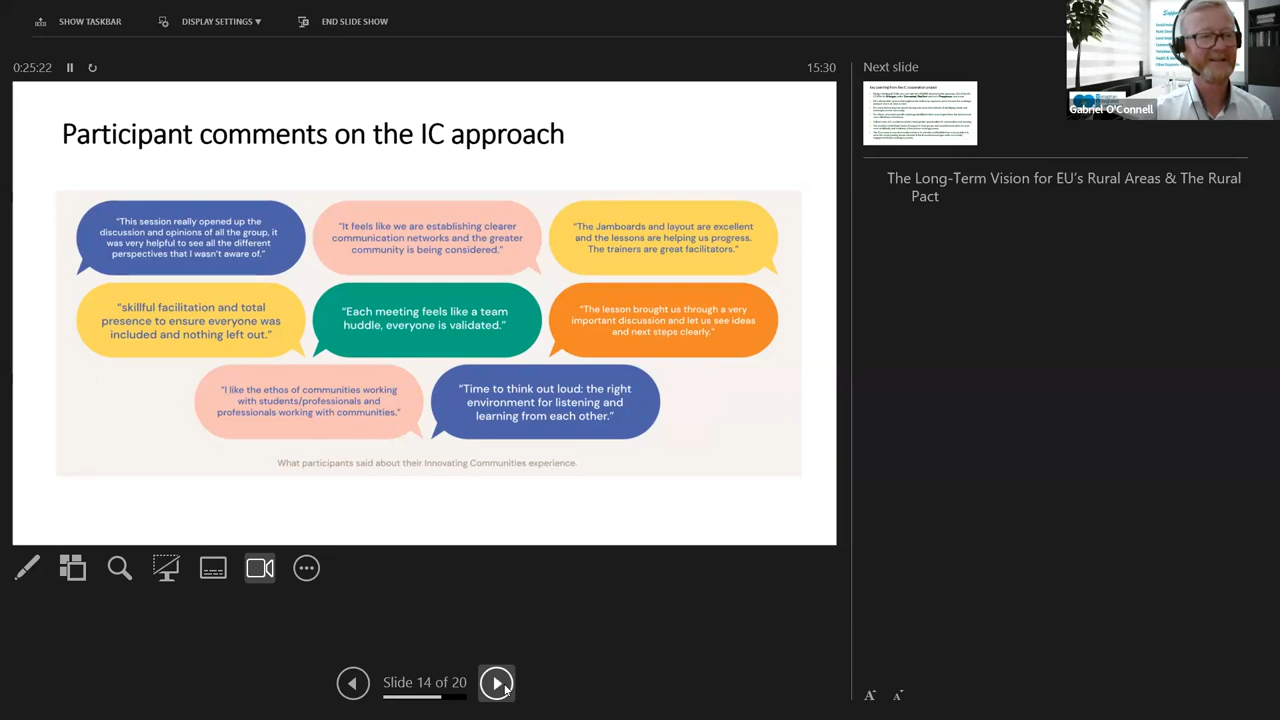 SHOW TASKBAR
DISPLAY SETTINGS ▼
END SLIDE SHOW
0:25:22
15:30
Participant comments on the IC approach
“This session really opened up the
discussion and opinions of all the group, it
was very helpful to see all the different
perspectives that I wasn’t aware of.”
“It feels like we are establishing clearer
communication networks and the greater
community is being considered.”
“The Jamboards and layout are excellent
and the lessons are helping us progress.
The trainers are great facilitators.”
“skillful facilitation and total
presence to ensure everyone was
included and nothing left out.”
“Each meeting feels like a team
huddle, everyone is validated.”
“The lesson brought us through a very
important discussion and let us see ideas
and next steps clearly.”
“I like the ethos of communities working
with students/professionals and
professionals working with communities.”
“Time to think out loud: the right
environment for listening and
learning from each other.”
What participants said about their Innovating Communities experience.
Slide 14 of 20
Next slide
Key Learning from the IC cooperation project
The Long-Term Vision for EU’s Rural Areas & The Rural
Pact
Gabriel O'Connell
A
A